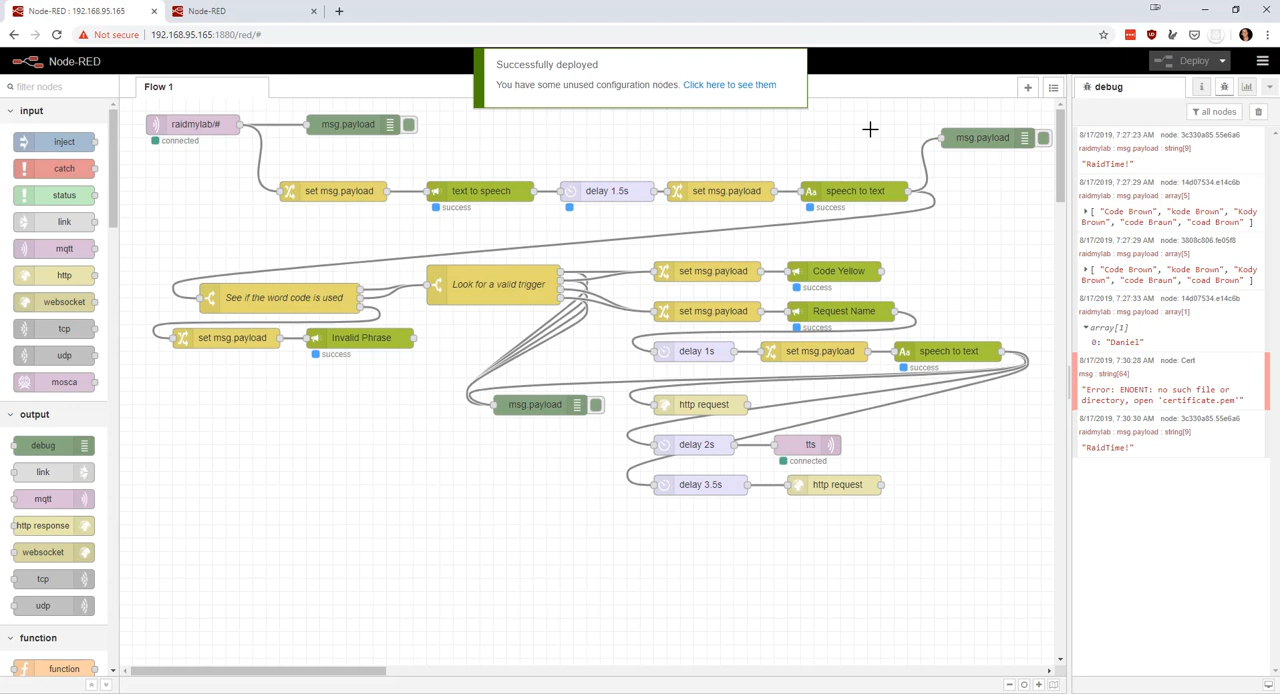 Node-RED : 192.168.95.165
Node-RED
Not secure
192.168.95.165:1880/red/#
Node-RED
Deploy
Successfully deployed
You have some unused configuration nodes. Click here to see them
filter nodes
Flow 1
debug
all nodes
input
inject
catch
status
link
mqtt
http
websocket
tcp
udp
mosca
output
debug
link
mqtt
http response
websocket
tcp
udp
function
function
raidmylab/#
connected
msg.payload
msg.payload
set msg.payload
text to speech
success
delay 1.5s
set msg.payload
speech to text
success
See if the word code is used
Look for a valid trigger
set msg.payload
Code Yellow
success
set msg.payload
Request Name
success
set msg.payload
Invalid Phrase
success
delay 1s
set msg.payload
speech to text
success
msg.payload
http request
delay 2s
tts
connected
delay 3.5s
http request
8/17/2019, 7:27:23 AM node: 3c330a85.55e6a6
raidmylab : msg.payload : string[9]
"RaidTime!"
8/17/2019, 7:27:29 AM node: 14d07534.e14c6b
raidmylab : msg.payload : array[5]
[ "Code Brown", "kode Brown", "Kody
Brown", "code Braun", "coad Brown" ]
8/17/2019, 7:27:29 AM node: 3808c806.fe05f8
raidmylab : msg.payload : array[5]
[ "Code Brown", "kode Brown", "Kody
Brown", "code Braun", "coad Brown" ]
8/17/2019, 7:27:33 AM node: 14d07534.e14c6b
raidmylab : msg.payload : array[1]
array[1]
0: "Daniel"
8/17/2019, 7:30:28 AM node: Cert
msg : string[64]
"Error: ENOENT: no such file or
directory, open 'certificate.pem'"
8/17/2019, 7:30:30 AM node: 3c330a85.55e6a6
raidmylab : msg.payload : string[9]
"RaidTime!"